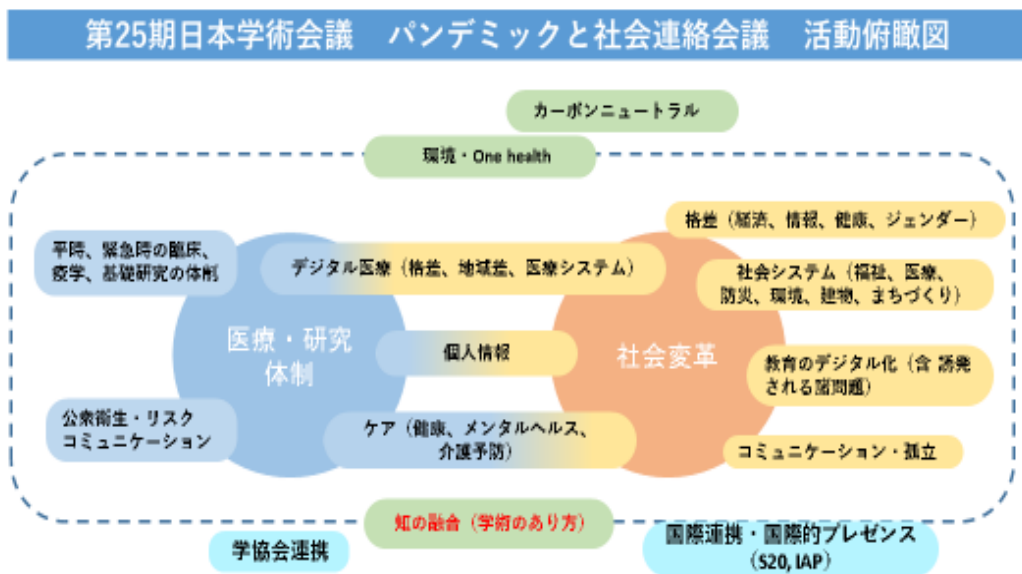 第25期日本学術会議 パンデミックと社会連絡会議 活動俯瞰図
カーボンニュートラル
環境・One health
格差（経済、情報、健康、ジェンダー）
平時、緊急時の臨床、
疫学、基礎研究の体制
デジタル医療（格差、地域差、医療システム）
社会システム（福祉、医療、
防災、環境、建物、まちづくり）
医療・研究
体制
個人情報
社会変革
教育のデジタル化（含 誘発
される諸問題）
公衆衛生・リスク
コミュニケーション
ケア（健康、メンタルヘルス、
介護予防）
コミュニケーション・孤立
知の融合（学術のあり方）
学協会連携
国際連携・国際的プレゼンス
（S20, IAP）